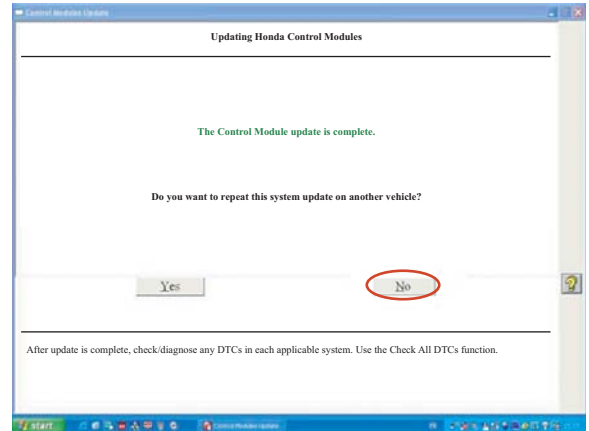 Control Modules Update
Updating Honda Control Modules
The Control Module update is complete.
Do you want to repeat this system update on another vehicle?
Yes
No
After update is complete, check/diagnose any DTCs in each applicable system. Use the Check All DTCs function.
start
Control Modules Update